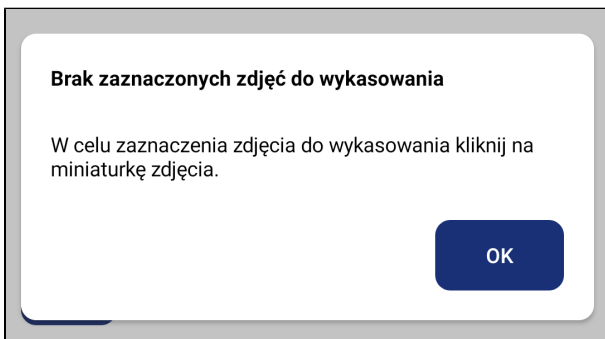 Brak zaznaczonych zdjęć do wykasowania
W celu zaznaczenia zdjęcia do wykasowania kliknij na
miniaturkę zdjęcia.
OK